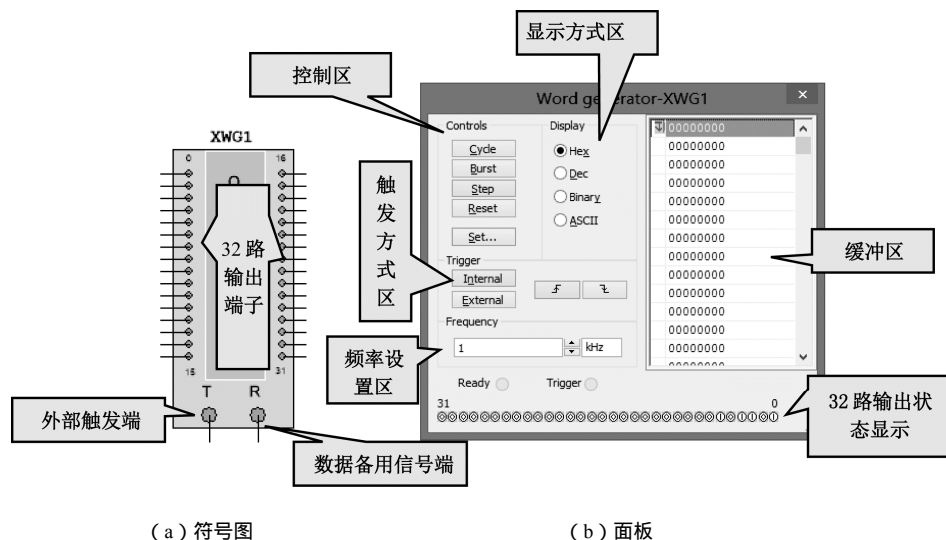 显示方式区
控制区
Word generator-XWG1
×
Controls
Display
Cycle
Burst
Step
Reset
Set...
Hex
Dec
Binary
ASCII
Trigger
Internal
External
Frequency
1
kHz
Ready
Trigger
31
0
00000000
00000000
00000000
00000000
00000000
00000000
00000000
00000000
00000000
00000000
00000000
00000000
00000000
00000000
XWG1
0
16
15
31
T
R
32 路
输出
端子
触
发
方
式
区
缓冲区
频率设
置区
外部触发端
数据备用信号端
32 路输出状
态显示
（a）符号图
（b）面板